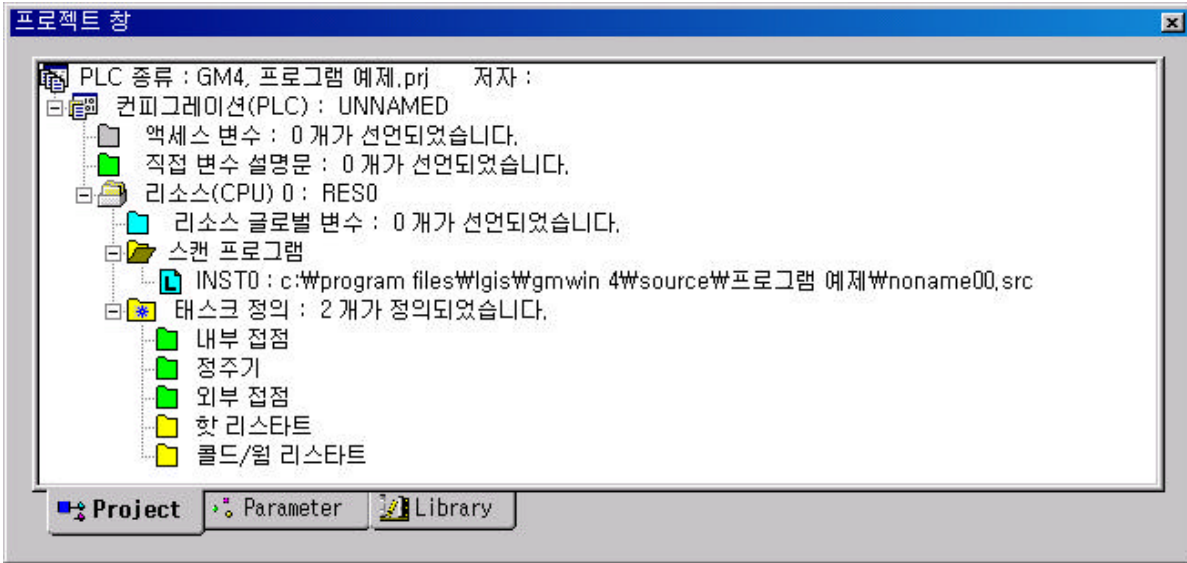 프로젝트 창
PLC 종류 : GM4, 프로그램 예제.prj 저자 :
컨피그레이션(PLC) : UNNAMED
액세스 변수 : 0 개가 선언되었습니다.
직접 변수 설명문 : 0 개가 선언되었습니다.
리소스(CPU) 0 : RES0
리소스 글로벌 변수 : 0 개가 선언되었습니다.
스캔 프로그램
INST0 : c:₩program files₩lgis₩gmwin 4₩source₩프로그램 예제₩noname00.src
태스크 정의 : 2 개가 정의되었습니다.
내부 접점
정주기
외부 접점
핫 리스타트
콜드/웜 리스타트
Project Parameter Library